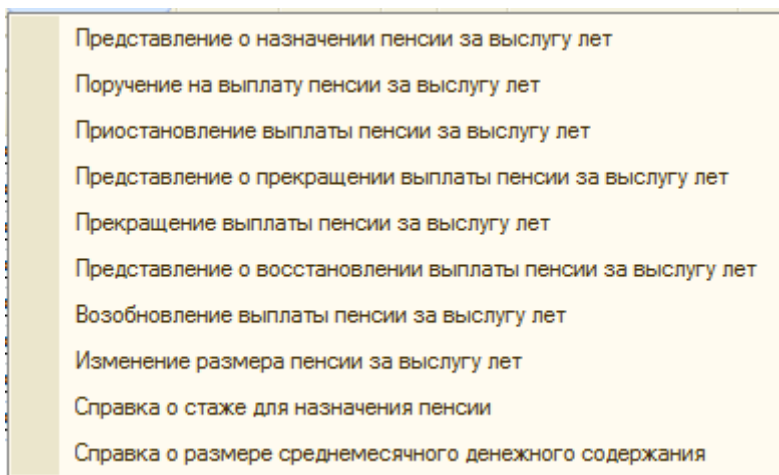 Представление о назначении пенсии за выслугу лет
Поручение на выплату пенсии за выслугу лет
Приостановление выплаты пенсии за выслугу лет
Представление о прекращении выплаты пенсии за выслугу лет
Прекращение выплаты пенсии за выслугу лет
Представление о восстановлении выплаты пенсии за выслугу лет
Возобновление выплаты пенсии за выслугу лет
Изменение размера пенсии за выслугу лет
Справка о стаже для назначения пенсии
Справка о размере среднемесячного денежного содержания